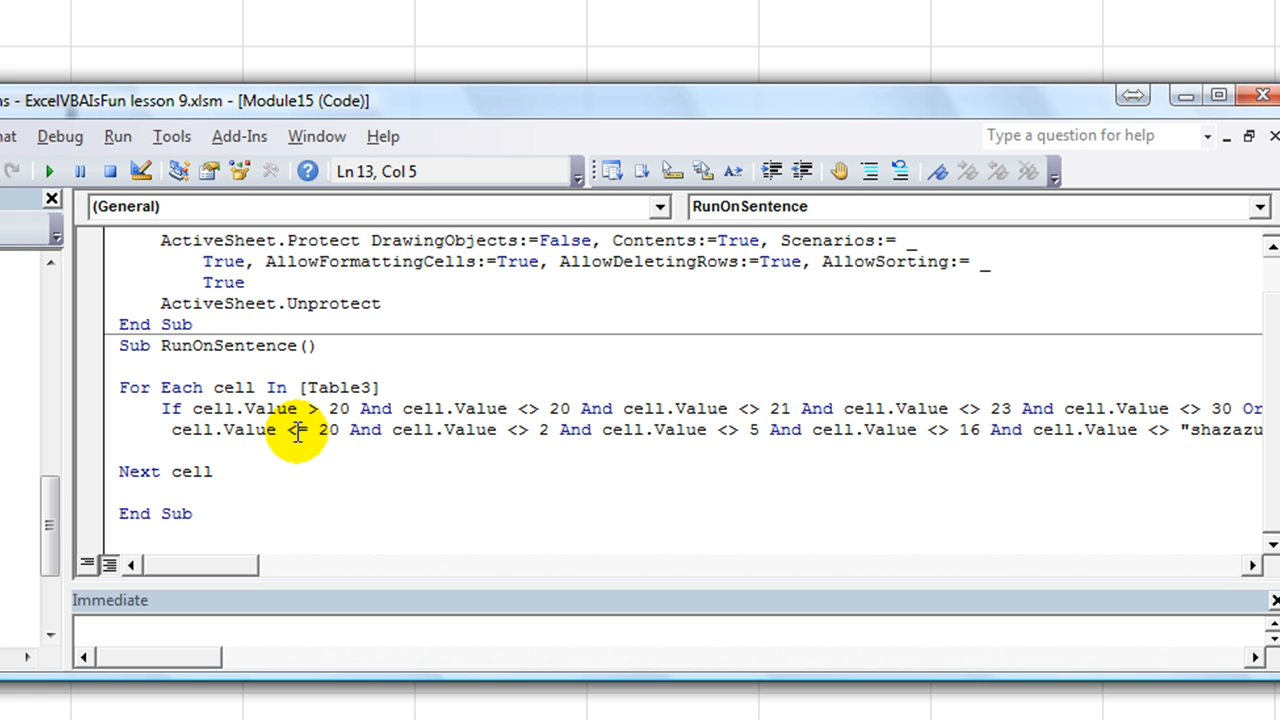 ns - ExcelVBAIsFun lesson 9.xlsm - [Module15 (Code)]
nat Debug Run Tools Add-Ins Window Help Type a question for help
Ln 13, Col 5
(General) RunOnSentence
ActiveSheet.Protect DrawingObjects:=False, Contents:=True, Scenarios:= _
True, AllowFormattingCells:=True, AllowDeletingRows:=True, AllowSorting:= _
True
ActiveSheet.Unprotect
End Sub
Sub RunOnSentence()
For Each cell In [Table3]
If cell.Value > 20 And cell.Value <> 20 And cell.Value <> 21 And cell.Value <> 23 And cell.Value <> 30 Or
cell.Value <= 20 And cell.Value <> 2 And cell.Value <> 5 And cell.Value <> 16 And cell.Value <> "shazazu
Next cell
End Sub
Immediate